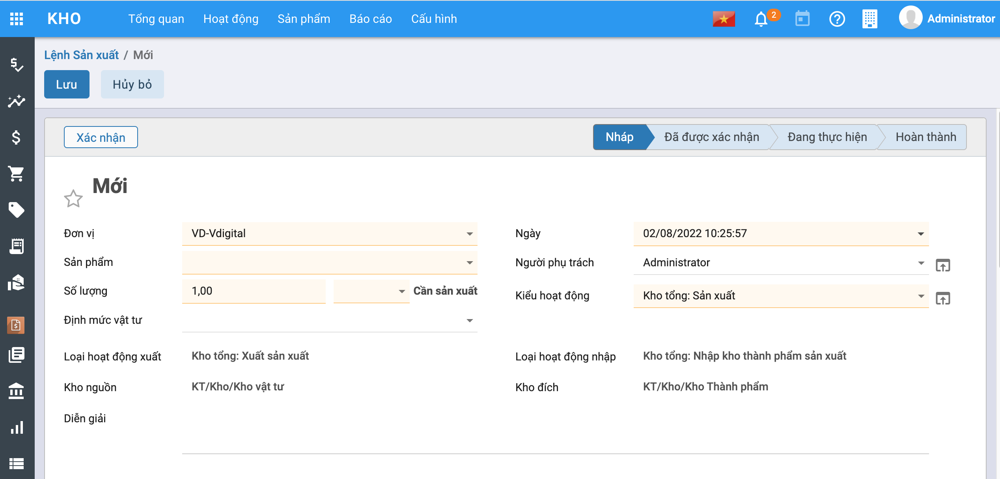 KHO Tổng quan Hoạt động Sản phẩm Báo cáo Cấu hình 2 Administrator
Lệnh Sản xuất / Mới
Lưu Hủy bỏ
Xác nhận Nháp Đã được xác nhận Đang thực hiện Hoàn thành
Mới
Đơn vị VD-Vdigital Ngày 02/08/2022 10:25:57
Sản phẩm Người phụ trách Administrator
Số lượng 1,00 Cần sản xuất Kiểu hoạt động Kho tổng: Sản xuất
Định mức vật tư
Loại hoạt động xuất Kho tổng: Xuất sản xuất Loại hoạt động nhập Kho tổng: Nhập kho thành phẩm sản xuất
Kho nguồn KT/Kho/Kho vật tư Kho đích KT/Kho/Kho Thành phẩm
Diễn giải